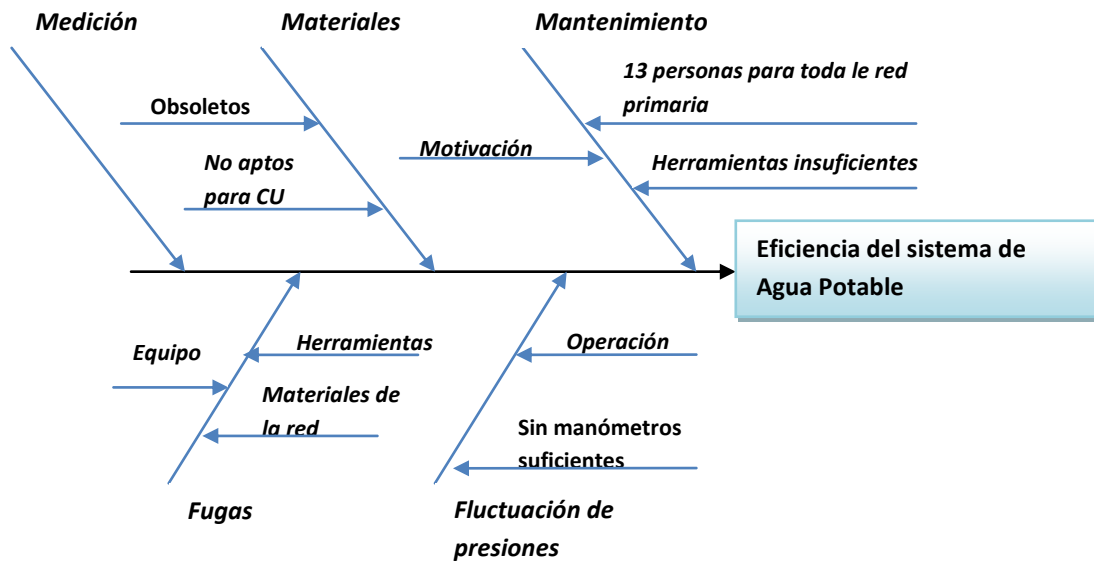 Medición
Materiales
Mantenimiento
13 personas para toda le red
primaria
Obsoletos
Motivación
No aptos
para CU
Herramientas insuficientes
Eficiencia del sistema de
Agua Potable
Equipo
Herramientas
Operación
Materiales de
la red
Sin manómetros
suficientes
Fugas
Fluctuación de
presiones